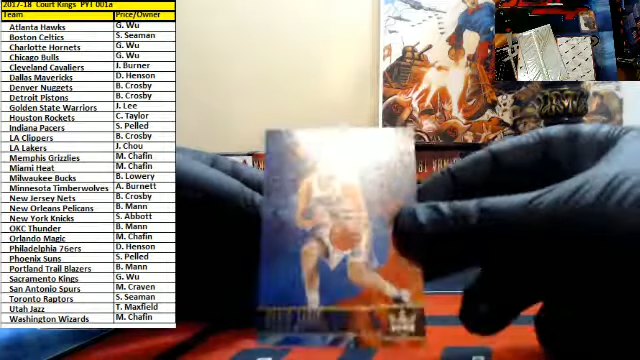 2017-18 Court Kings PYT 001a
Team Price/Owner
Atlanta Hawks G. Wu
Boston Celtics S. Seaman
Charlotte Hornets G. Wu
Chicago Bulls G. Wu
Cleveland Cavaliers J. Burner
Dallas Mavericks D. Henson
Denver Nuggets B. Crosby
Detroit Pistons B. Crosby
Golden State Warriors J. Lee
Houston Rockets C. Taylor
Indiana Pacers S. Pelled
LA Clippers B. Crosby
LA Lakers J. Chou
Memphis Grizzlies M. Chafin
Miami Heat M. Chafin
Milwaukee Bucks B. Lowery
Minnesota Timberwolves A. Burnett
New Jersey Nets B. Crosby
New Orleans Pelicans B. Mann
New York Knicks S. Abbott
OKC Thunder B. Mann
Orlando Magic M. Chafin
Philadelphia 76ers D. Henson
Phoenix Suns S. Pelled
Portland Trail Blazers B. Mann
Sacramento Kings G. Wu
San Antonio Spurs M. Craven
Toronto Raptors S. Seaman
Utah Jazz T. Maxfield
Washington Wizards M. Chafin